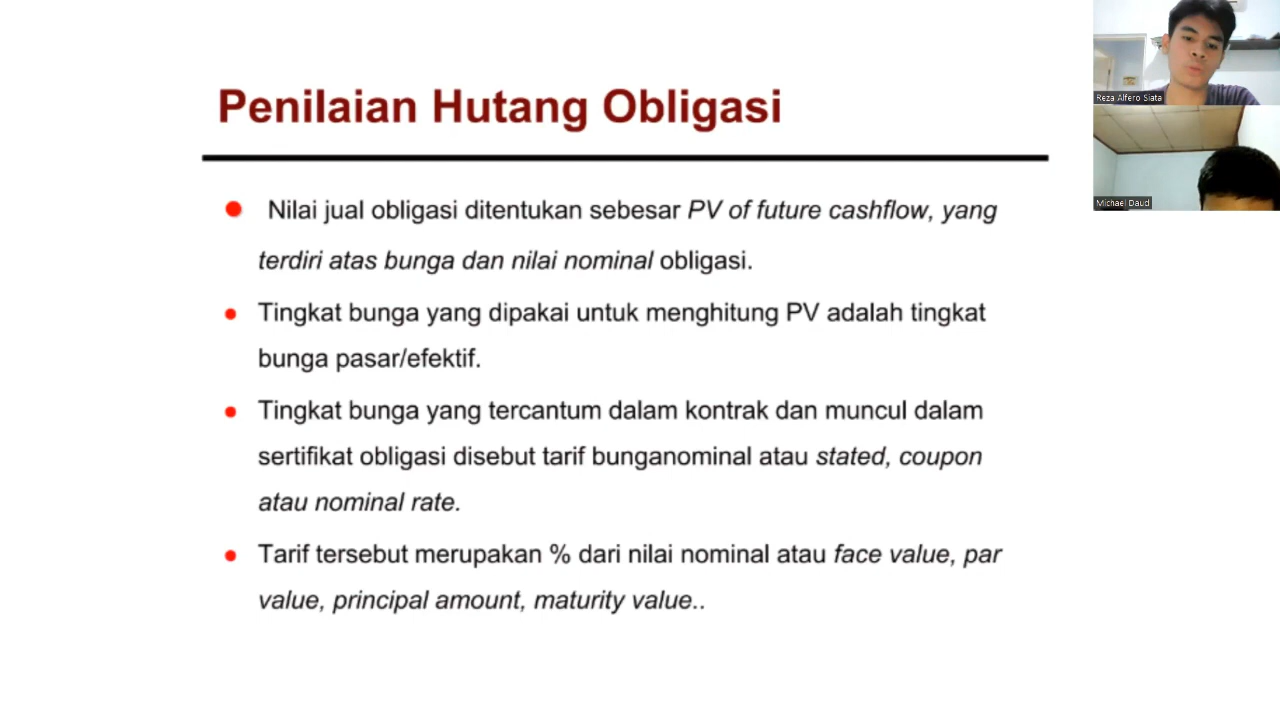 Penilaian Hutang Obligasi
Nilai jual obligasi ditentukan sebesar PV of future cashflow, yang
terdiri atas bunga dan nilai nominal obligasi.
Tingkat bunga yang dipakai untuk menghitung PV adalah tingkat
bunga pasar/efektif.
Tingkat bunga yang tercantum dalam kontrak dan muncul dalam
sertifikat obligasi disebut tarif bunganominal atau stated, coupon
atau nominal rate.
Tarif tersebut merupakan % dari nilai nominal atau face value, par
value, principal amount, maturity value..
Reza Alfero Siata
Michael Daud